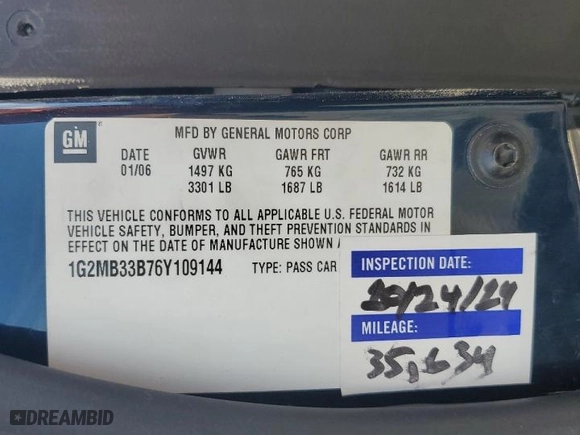 GM
MFD BY GENERAL MOTORS CORP
DATE GVWR GAWR FRT GAWR RR
01/06 1497 KG 765 KG 732 KG
3301 LB 1687 LB 1614 LB
THIS VEHICLE CONFORMS TO ALL APPLICABLE U.S. FEDERAL MOTOR
VEHICLE SAFETY, BUMPER, AND THEFT PREVENTION STANDARDS IN
EFFECT ON THE DATE OF MANUFACTURE SHOWN
1G2MB33B76Y109144 TYPE: PASS CAR
INSPECTION DATE:
MILEAGE:
35,634
DREAMBID